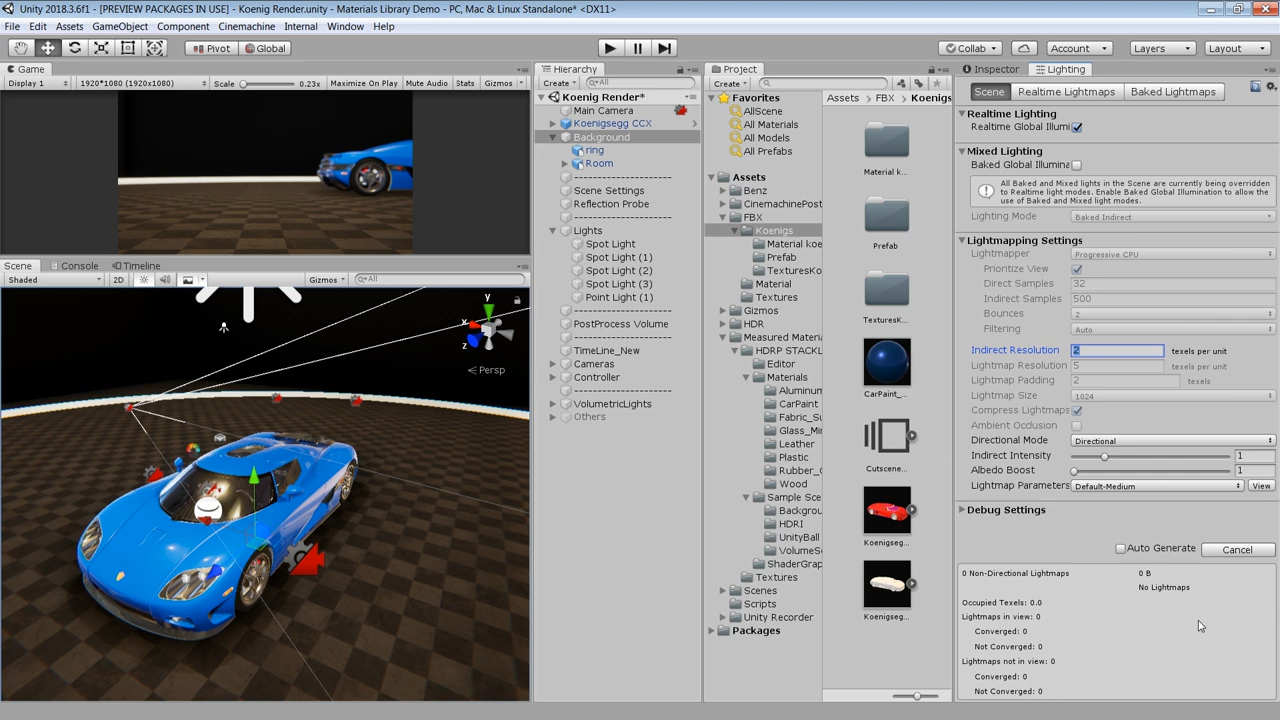 Unity 2018.3.6f1 - [PREVIEW PACKAGES IN USE] - Koenig Render.unity - Materials Library Demo - PC, Mac & Linux Standalone* <DX11>
File Edit Assets GameObject Component Cinemachine Internal Window Help
Pivot Global Collab Account Layers Layout
Game
Display 1 1920*1080 (1920x1080) Scale 0.23x Maximize On Play Mute Audio Stats Gizmos
Scene Console Timeline
Shaded 2D Gizmos All
y
x
z
Persp
Hierarchy
Create All
Koenig Render*
Main Camera
Koenigsegg CCX
Background
ring
Room
--------------------
Scene Settings
Reflection Probe
--------------------
Lights
Spot Light
Spot Light (1)
Spot Light (2)
Spot Light (3)
Point Light (1)
--------------------
PostProcess Volume
--------------------
TimeLine_New
Cameras
Controller
--------------------
VolumetricLights
Others
Project
Create
Favorites
AllScene
All Materials
All Models
All Prefabs
Assets
Benz
CinemachinePost
FBX
Koenigs
Material koe
Prefab
TexturesKo
Material
Textures
Gizmos
HDR
Measured Materia
HDRP STACKL
Editor
Materials
Aluminum
CarPaint
Fabric_Su
Glass_Mir
Leather
Plastic
Rubber_C
Wood
Sample Sce
Backgrou
HDRI
UnityBall
VolumeSe
ShaderGrap
Textures
Scenes
Scripts
Unity Recorder
Packages
Assets FBX Koenigs
Material k...
Prefab
TexturesK...
CarPaint_...
Cutscene...
Koenigseg...
Koenigseg...
Inspector Lighting
Scene Realtime Lightmaps Baked Lightmaps
Realtime Lighting
Realtime Global Illumi
Mixed Lighting
Baked Global Illumina
All Baked and Mixed lights in the Scene are currently being overridden
to Realtime light modes. Enable Baked Global Illumination to allow the
use of Baked and Mixed light modes.
Lighting Mode Baked Indirect
Lightmapping Settings
Lightmapper Progressive CPU
Prioritize View
Direct Samples 32
Indirect Samples 500
Bounces 2
Filtering Auto
Indirect Resolution 2 texels per unit
Lightmap Resolution 5 texels per unit
Lightmap Padding 2 texels
Lightmap Size 1024
Compress Lightmaps
Ambient Occlusion
Directional Mode Directional
Indirect Intensity 1
Albedo Boost 1
Lightmap Parameters Default-Medium View
Debug Settings
Auto Generate Cancel
0 Non-Directional Lightmaps 0 B
No Lightmaps
Occupied Texels: 0.0
Lightmaps in view: 0
Converged: 0
Not Converged: 0
Lightmaps not in view: 0
Converged: 0
Not Converged: 0